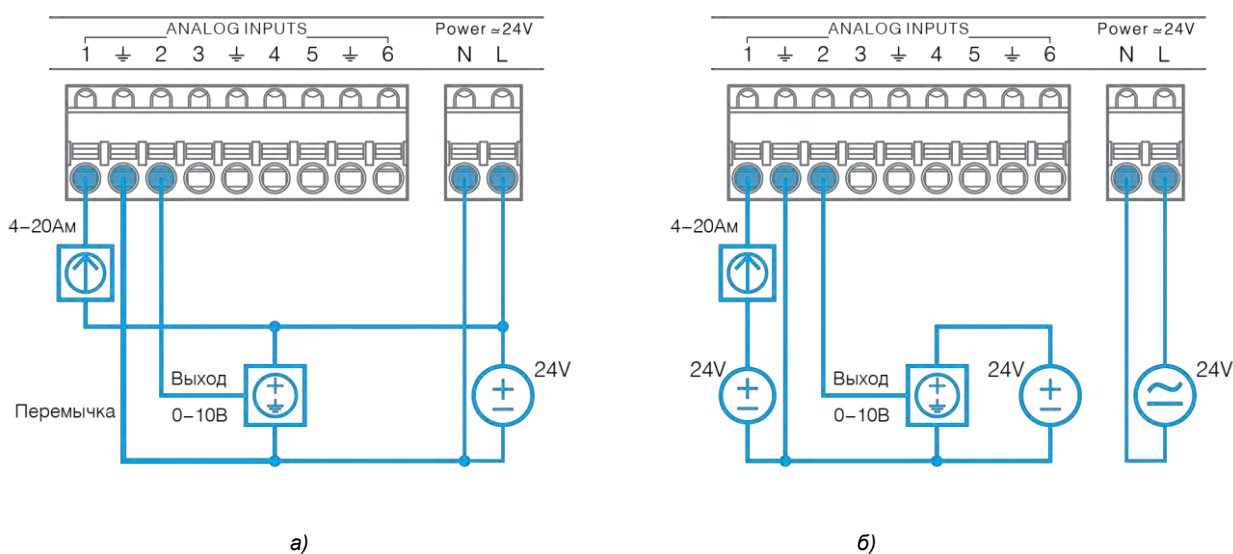 ANALOG INPUTS Power ≃24V ANALOG INPUTS Power ≃24V
1 ⏚ 2 3 ⏚ 4 5 ⏚ 6 N L 1 ⏚ 2 3 ⏚ 4 5 ⏚ 6 N L
4–20Ам 4–20Ам
24V 24V 24V 24V
Выход Выход
Перемычка 0–10В 0–10В
а) б)